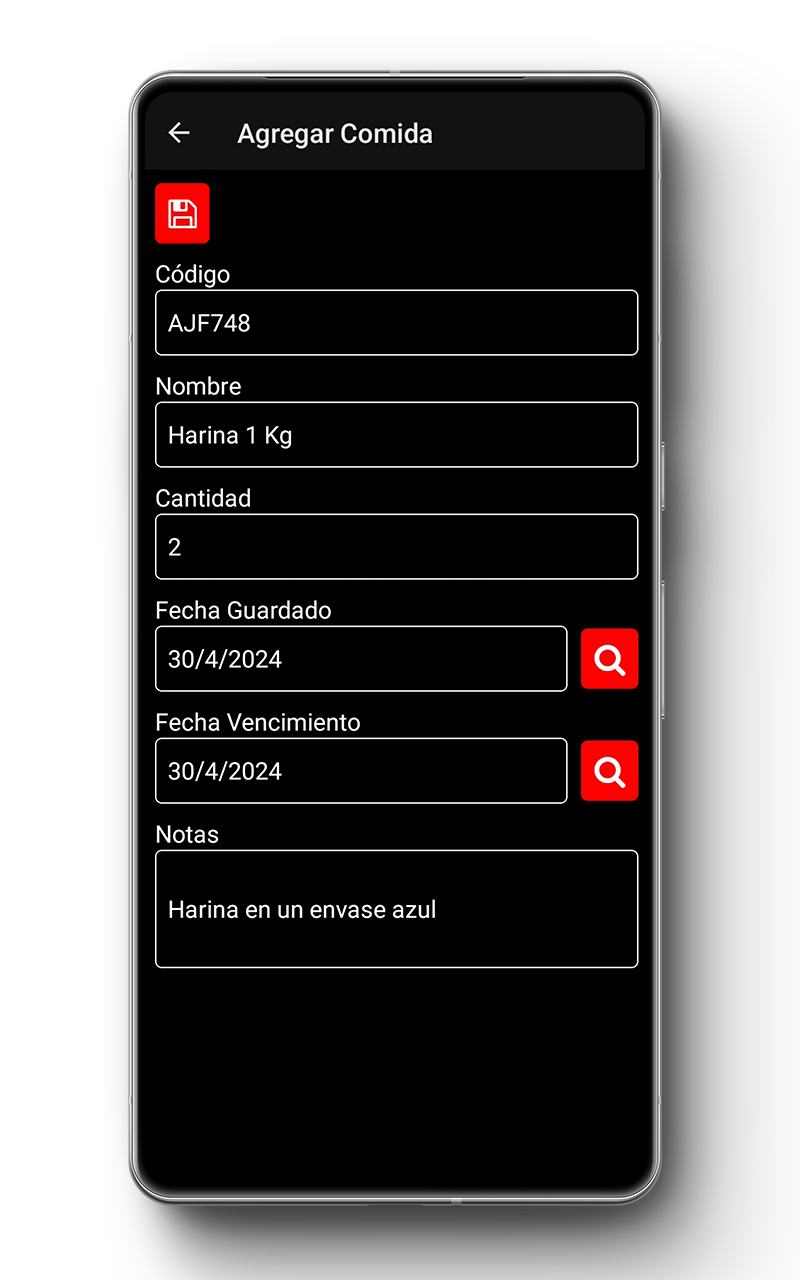 Agregar Comida
Código
AJF748
Nombre
Harina 1 Kg
Cantidad
2
Fecha Guardado
30/4/2024
Fecha Vencimiento
30/4/2024
Notas
Harina en un envase azul